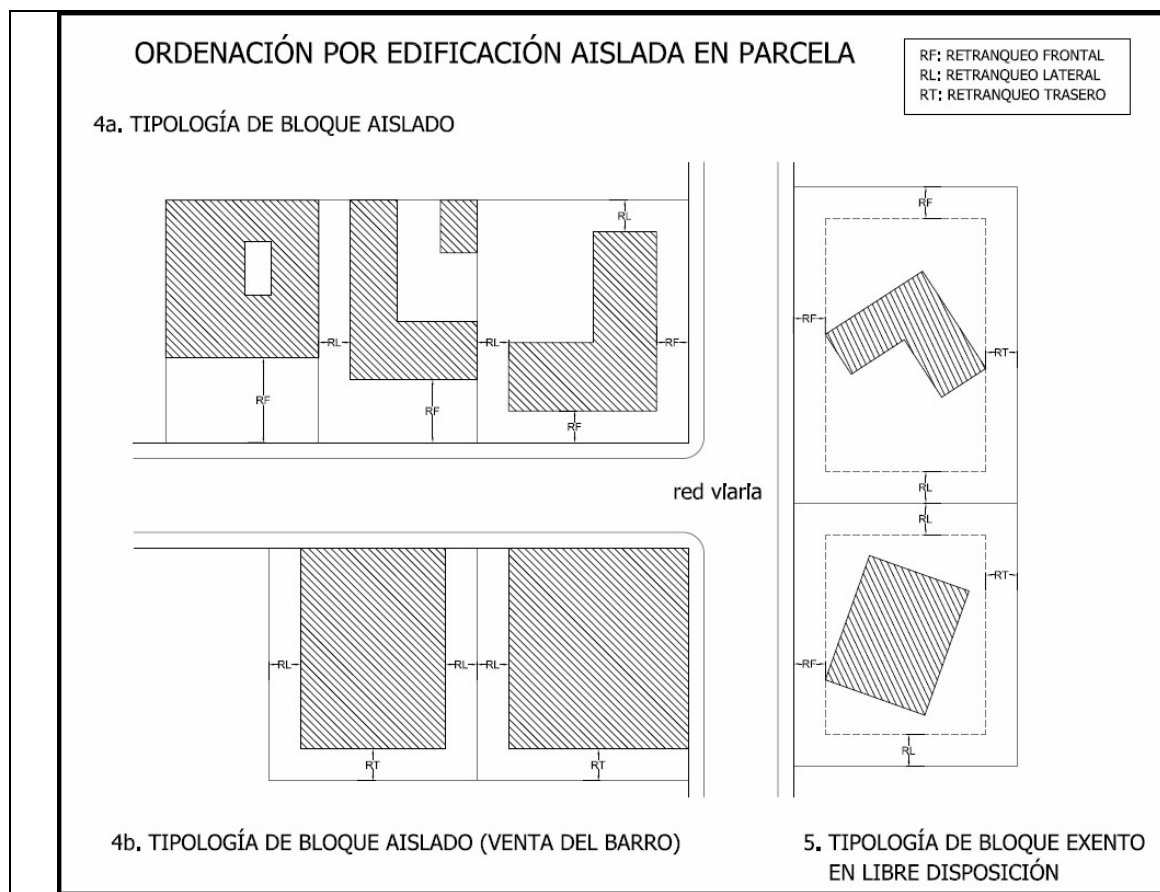 ORDENACIÓN POR EDIFICACIÓN AISLADA EN PARCELA
RF: RETRANQUEO FRONTAL
RL: RETRANQUEO LATERAL
RT: RETRANQUEO TRASERO
4a. TIPOLOGÍA DE BLOQUE AISLADO
RF
RL
RF
RL
RF
RL
RF
RF
RF
RL
RT
RF
RL
red viaria
RL
RT
RF
RL
RL
RL
RL
RT
RT
4b. TIPOLOGÍA DE BLOQUE AISLADO (VENTA DEL BARRO)
5. TIPOLOGÍA DE BLOQUE EXENTO
EN LIBRE DISPOSICIÓN